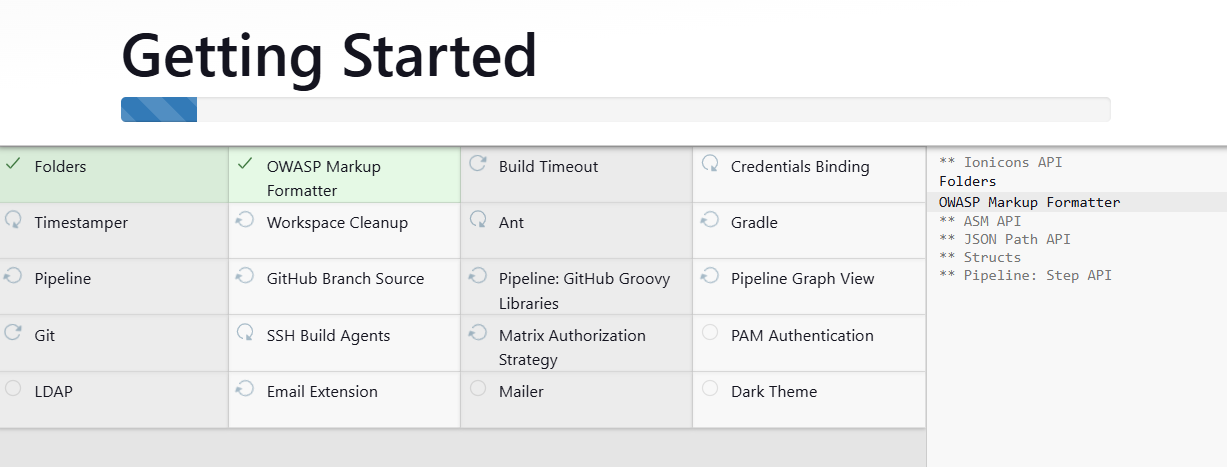 Getting Started
Folders
OWASP Markup
Formatter
Build Timeout
Credentials Binding
Timestamper
Workspace Cleanup
Ant
Gradle
Pipeline
GitHub Branch Source
Pipeline: GitHub Groovy
Libraries
Pipeline Graph View
Git
SSH Build Agents
Matrix Authorization
Strategy
PAM Authentication
LDAP
Email Extension
Mailer
Dark Theme
** Ionicons API
Folders
OWASP Markup Formatter
** ASM API
** JSON Path API
** Structs
** Pipeline: Step API